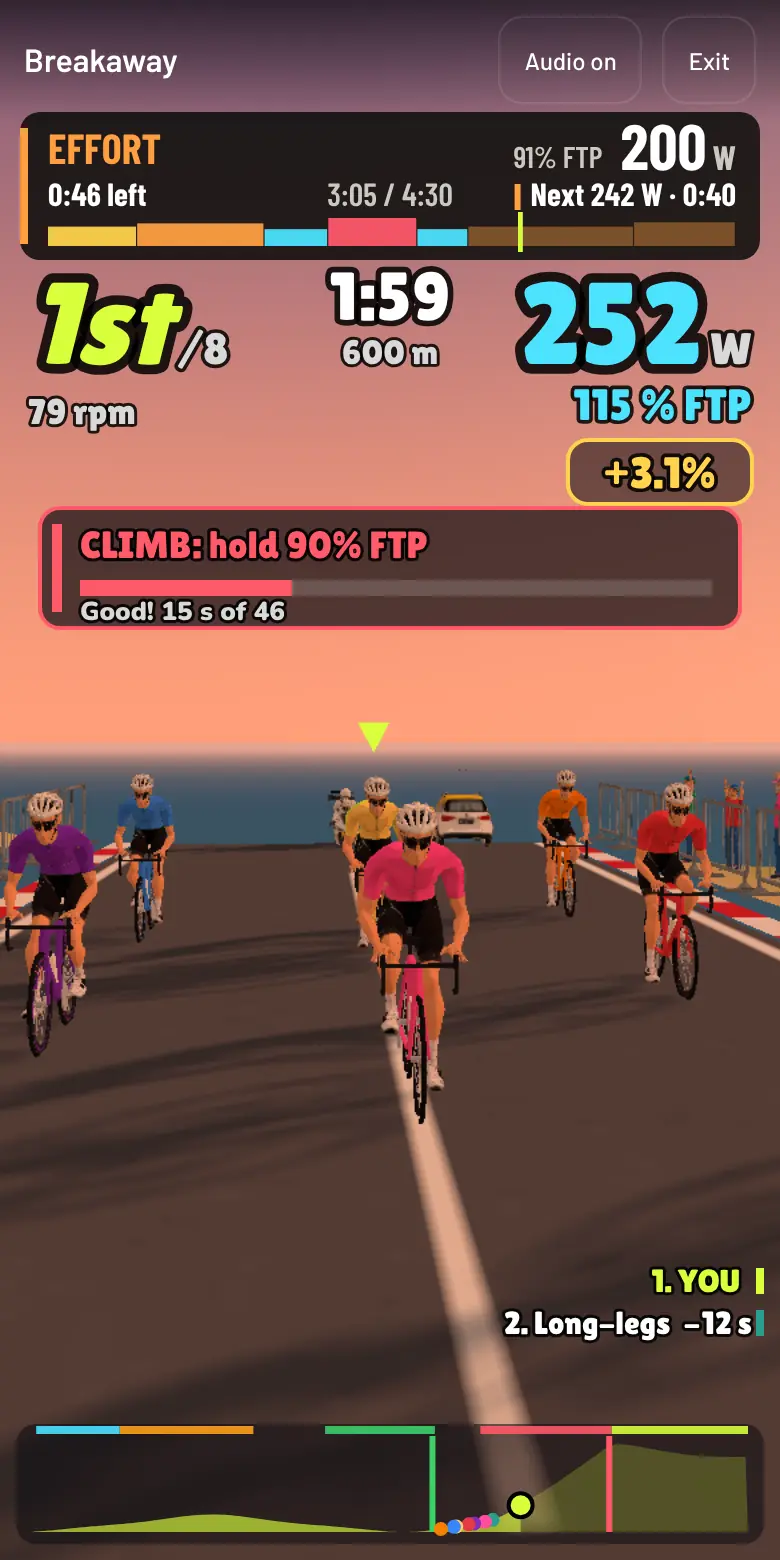 Breakaway
Audio on
Exit
EFFORT
91% FTP 200 W
0:46 left
3:05 / 4:30
Next 242 W · 0:40
1st/8
1:59
252 W
600 m
79 rpm
115 % FTP
+3.1%
CLIMB: hold 90% FTP
Good! 15 s of 46
1. YOU
2. Long-legs -12 s